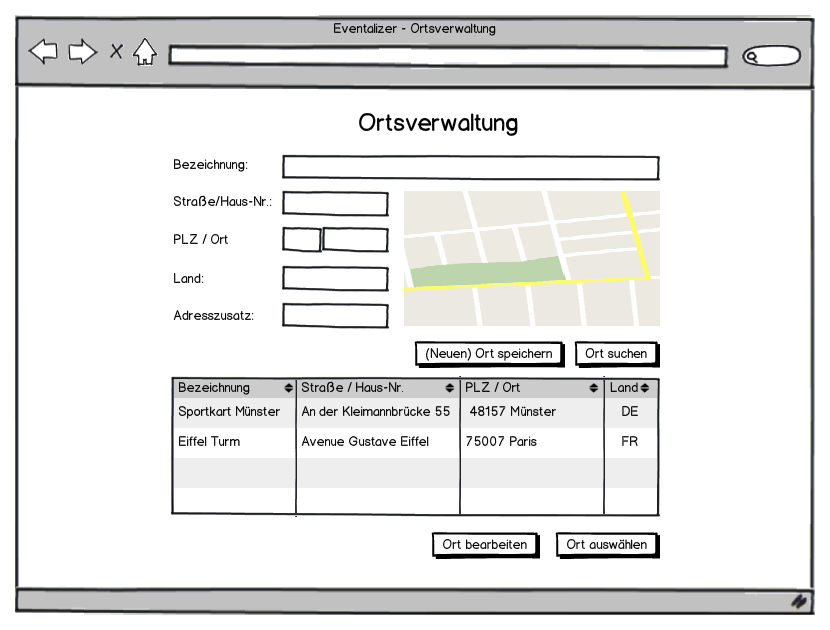 Eventalizer - Ortsverwaltung
Ortsverwaltung
Bezeichnung:
Straße/Haus-Nr.:
PLZ / Ort
Land:
Adresszusatz:
(Neuen) Ort speichern Ort suchen
Bezeichnung Straße / Haus-Nr. PLZ / Ort Land
Sportkart Münster An der Kleimannbrücke 55 48157 Münster DE
Eiffel Turm Avenue Gustave Eiffel 75007 Paris FR
Ort bearbeiten Ort auswählen